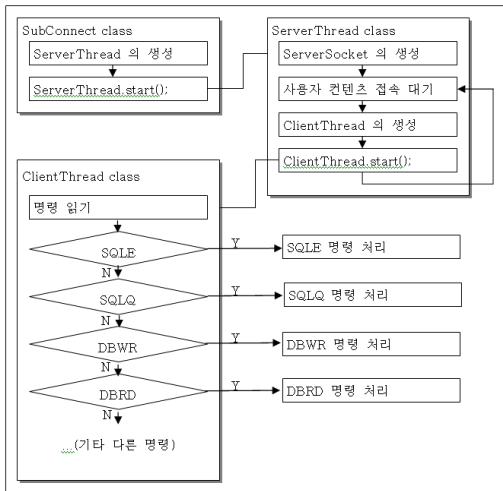 SubConnect class
ServerThread 의 생성
ServerThread.start();
ServerThread class
ServerSocket 의 생성
사용자 컨텐츠 접속 대기
ClientThread 의 생성
ClientThread.start();
ClientThread class
명령 읽기
SQLE
Y
SQLE 명령 처리
N
SQLQ
Y
SQLQ 명령 처리
N
DBWR
Y
DBWR 명령 처리
N
DBRD
Y
DBRD 명령 처리
N
...(기타 다른 명령)